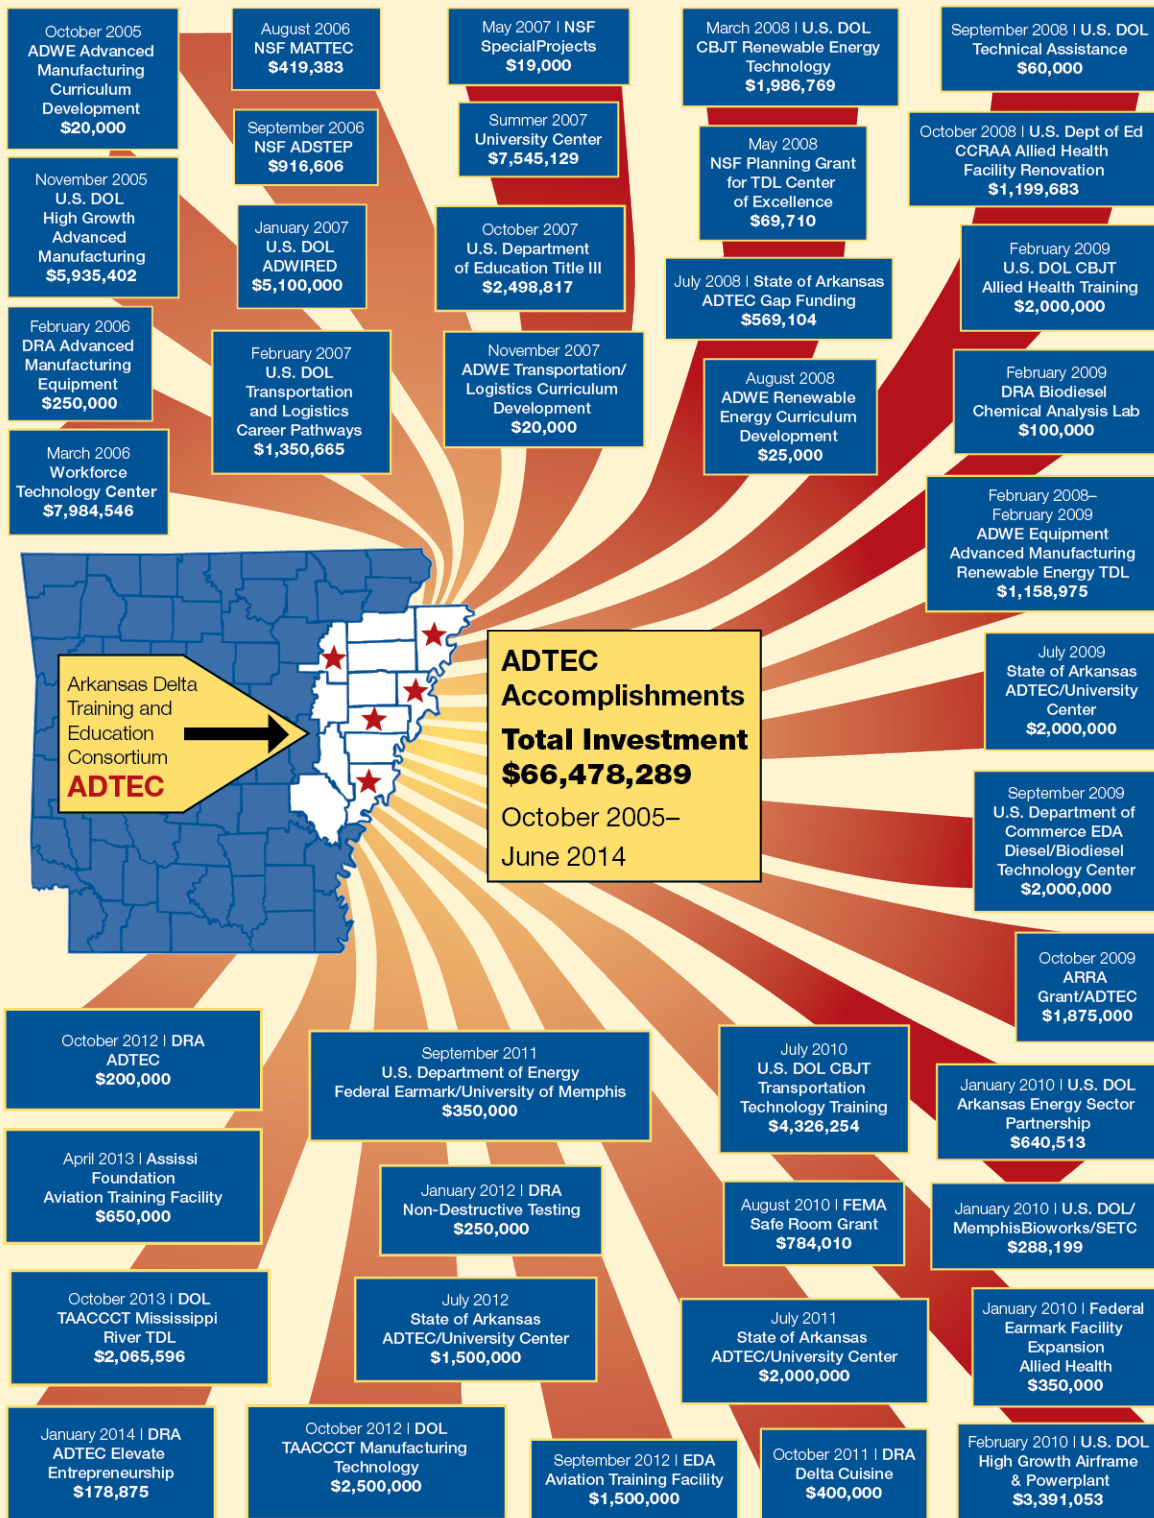 October 2005
ADWE Advanced
Manufacturing
Curriculum
Development
$20,000
November 2005
U.S. DOL
High Growth
Advanced
Manufacturing
$5,935,402
February 2006
DRA Advanced
Manufacturing
Equipment
$250,000
March 2006
Workforce
Technology Center
$7,984,546
August 2006
NSF MATTEC
$419,383
September 2006
NSF ADSTEP
$916,606
January 2007
U.S. DOL
ADWIRED
$5,100,000
February 2007
U.S. DOL
Transportation
and Logistics
Career Pathways
$1,350,665
May 2007 | NSF
SpecialProjects
$19,000
Summer 2007
University Center
$7,545,129
October 2007
U.S. Department
of Education Title III
$2,498,817
November 2007
ADWE Transportation/
Logistics Curriculum
Development
$20,000
March 2008 | U.S. DOL
CBJT Renewable Energy
Technology
$1,986,769
May 2008
NSF Planning Grant
for TDL Center
of Excellence
$69,710
July 2008 | State of Arkansas
ADTEC Gap Funding
$569,104
August 2008
ADWE Renewable
Energy Curriculum
Development
$25,000
September 2008 | U.S. DOL
Technical Assistance
$60,000
October 2008 | U.S. Dept of Ed
CCRAA Allied Health
Facility Renovation
$1,199,683
February 2009
U.S. DOL CBJT
Allied Health Training
$2,000,000
February 2009
DRA Biodiesel
Chemical Analysis Lab
$100,000
February 2008–
February 2009
ADWE Equipment
Advanced Manufacturing
Renewable Energy TDL
$1,158,975
July 2009
State of Arkansas
ADTEC/University
Center
$2,000,000
September 2009
U.S. Department of
Commerce EDA
Diesel/Biodiesel
Technology Center
$2,000,000
October 2009
ARRA
Grant/ADTEC
$1,875,000
Arkansas Delta
Training and
Education
Consortium
ADTEC
ADTEC
Accomplishments
Total Investment
$66,478,289
October 2005–
June 2014
October 2012 | DRA
ADTEC
$200,000
April 2013 | Assissi
Foundation
Aviation Training Facility
$650,000
October 2013 | DOL
TAACCCT Mississippi
River TDL
$2,065,596
January 2014 | DRA
ADTEC Elevate
Entrepreneurship
$178,875
September 2011
U.S. Department of Energy
Federal Earmark/University of Memphis
$350,000
January 2012 | DRA
Non-Destructive Testing
$250,000
July 2012
State of Arkansas
ADTEC/University Center
$1,500,000
October 2012 | DOL
TAACCCT Manufacturing
Technology
$2,500,000
September 2012 | EDA
Aviation Training Facility
$1,500,000
July 2010
U.S. DOL CBJT
Transportation
Technology Training
$4,326,254
August 2010 | FEMA
Safe Room Grant
$784,010
July 2011
State of Arkansas
ADTEC/University Center
$2,000,000
October 2011 | DRA
Delta Cuisine
$400,000
January 2010 | U.S. DOL
Arkansas Energy Sector
Partnership
$640,513
January 2010 | U.S. DOL/
MemphisBioworks/SETC
$288,199
January 2010 | Federal
Earmark Facility
Expansion
Allied Health
$350,000
February 2010 | U.S. DOL
High Growth Airframe
& Powerplant
$3,391,053